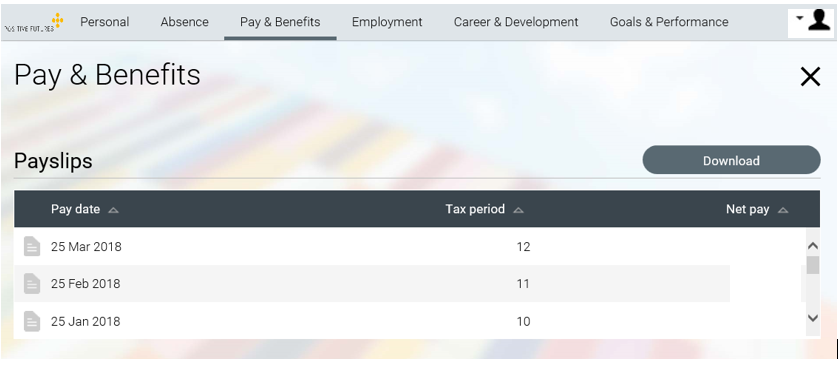 Personal Absence Pay & Benefits Employment Career & Development Goals & Performance
Pay & Benefits
Payslips Download
Pay date Tax period Net pay
25 Mar 2018 12
25 Feb 2018 11
25 Jan 2018 10